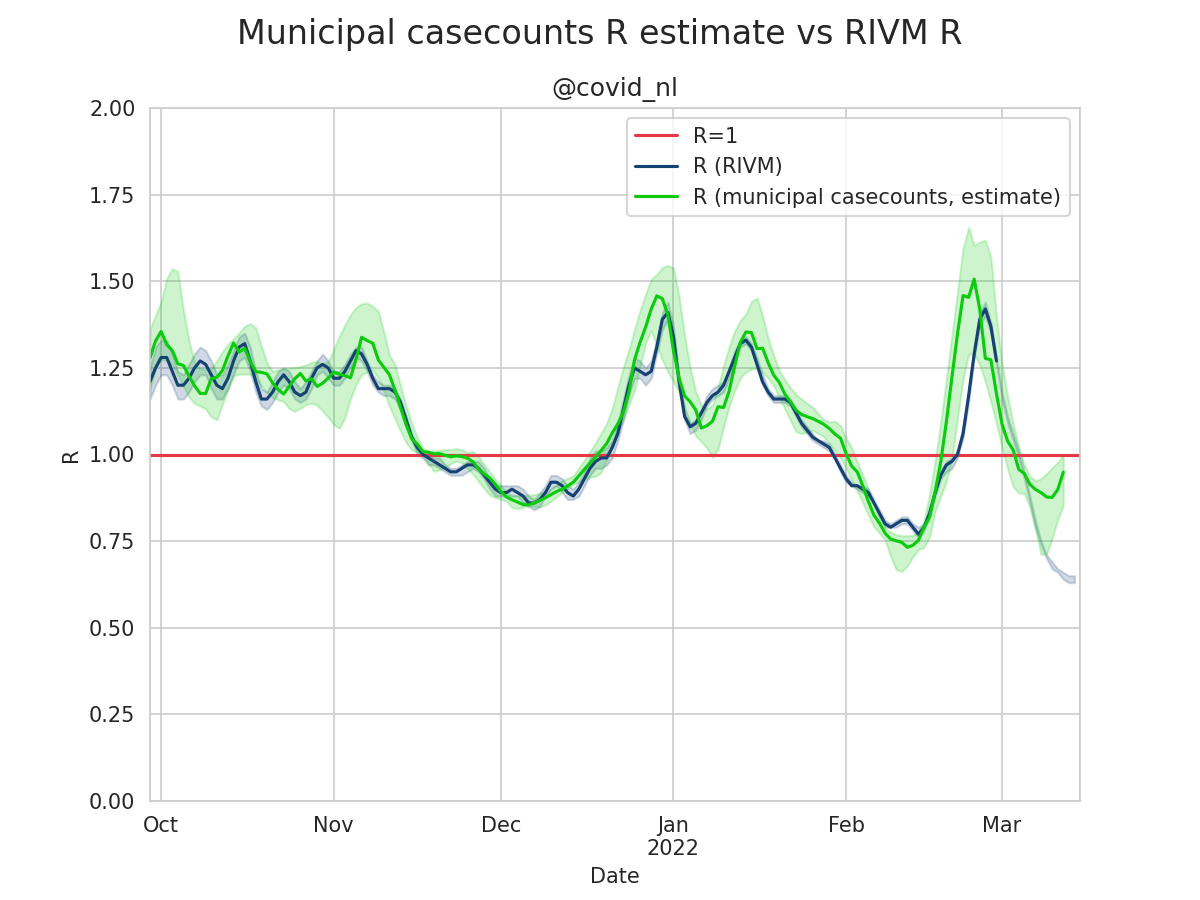 Municipal casecounts R estimate vs RIVM R
@covid_nl
R=1
R (RIVM)
R (municipal casecounts, estimate)
2.00
1.75
1.50
1.25
1.00
0.75
0.50
0.25
0.00
R
Oct Nov Dec Jan Feb Mar
2022
Date